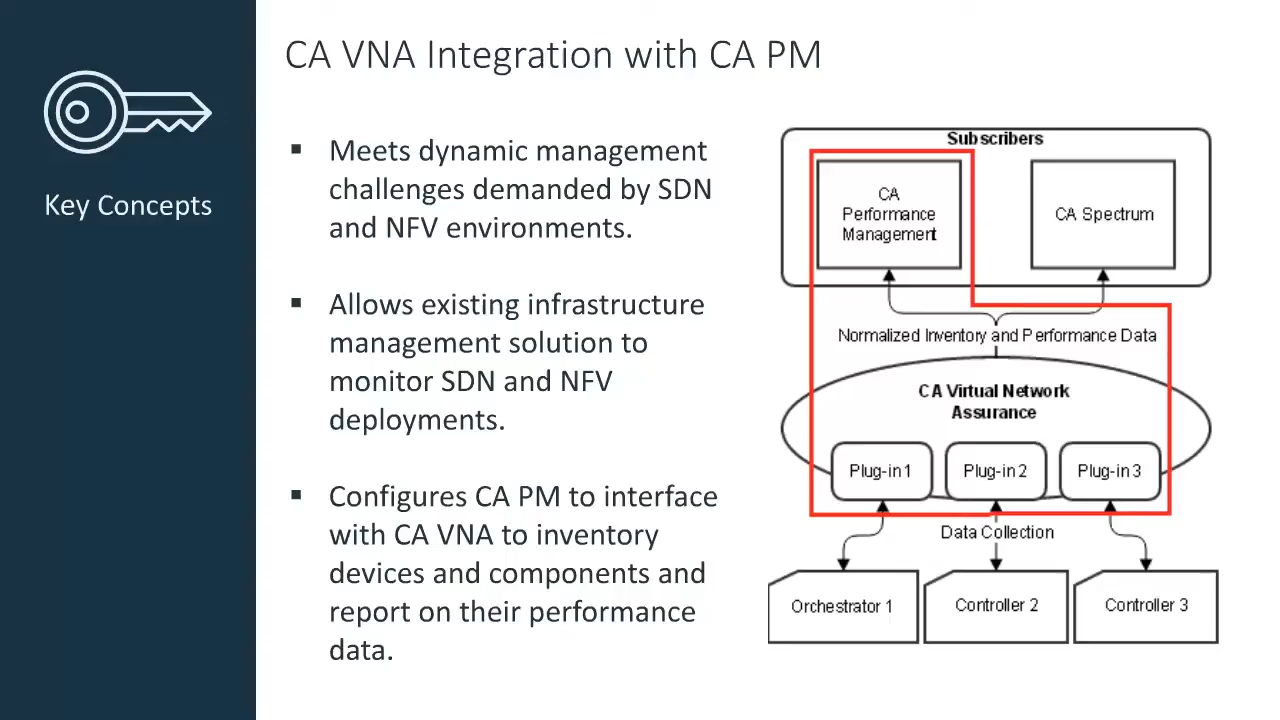 CA VNA Integration with CA PM
Key Concepts
▪ Meets dynamic management
challenges demanded by SDN
and NFV environments.
▪ Allows existing infrastructure
management solution to
monitor SDN and NFV
deployments.
▪ Configures CA PM to interface
with CA VNA to inventory
devices and components and
report on their performance
data.
Subscribers
CA
Performance
Management
CA Spectrum
Normalized Inventory and Performance Data
CA Virtual Network
Assurance
Plug-in 1
Plug-in 2
Plug-in 3
Data Collection
Orchestrator 1
Controller 2
Controller 3